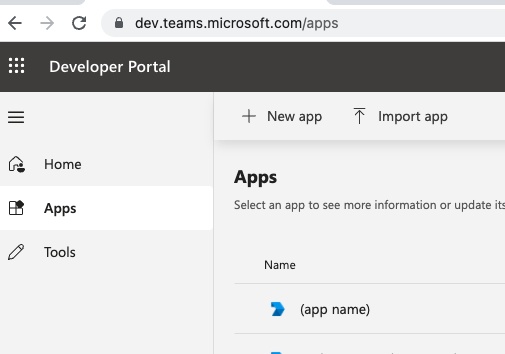 dev.teams.microsoft.com/apps
Developer Portal
New app
Import app
Home
Apps
Tools
Apps
Select an app to see more information or update its
Name
(app name)